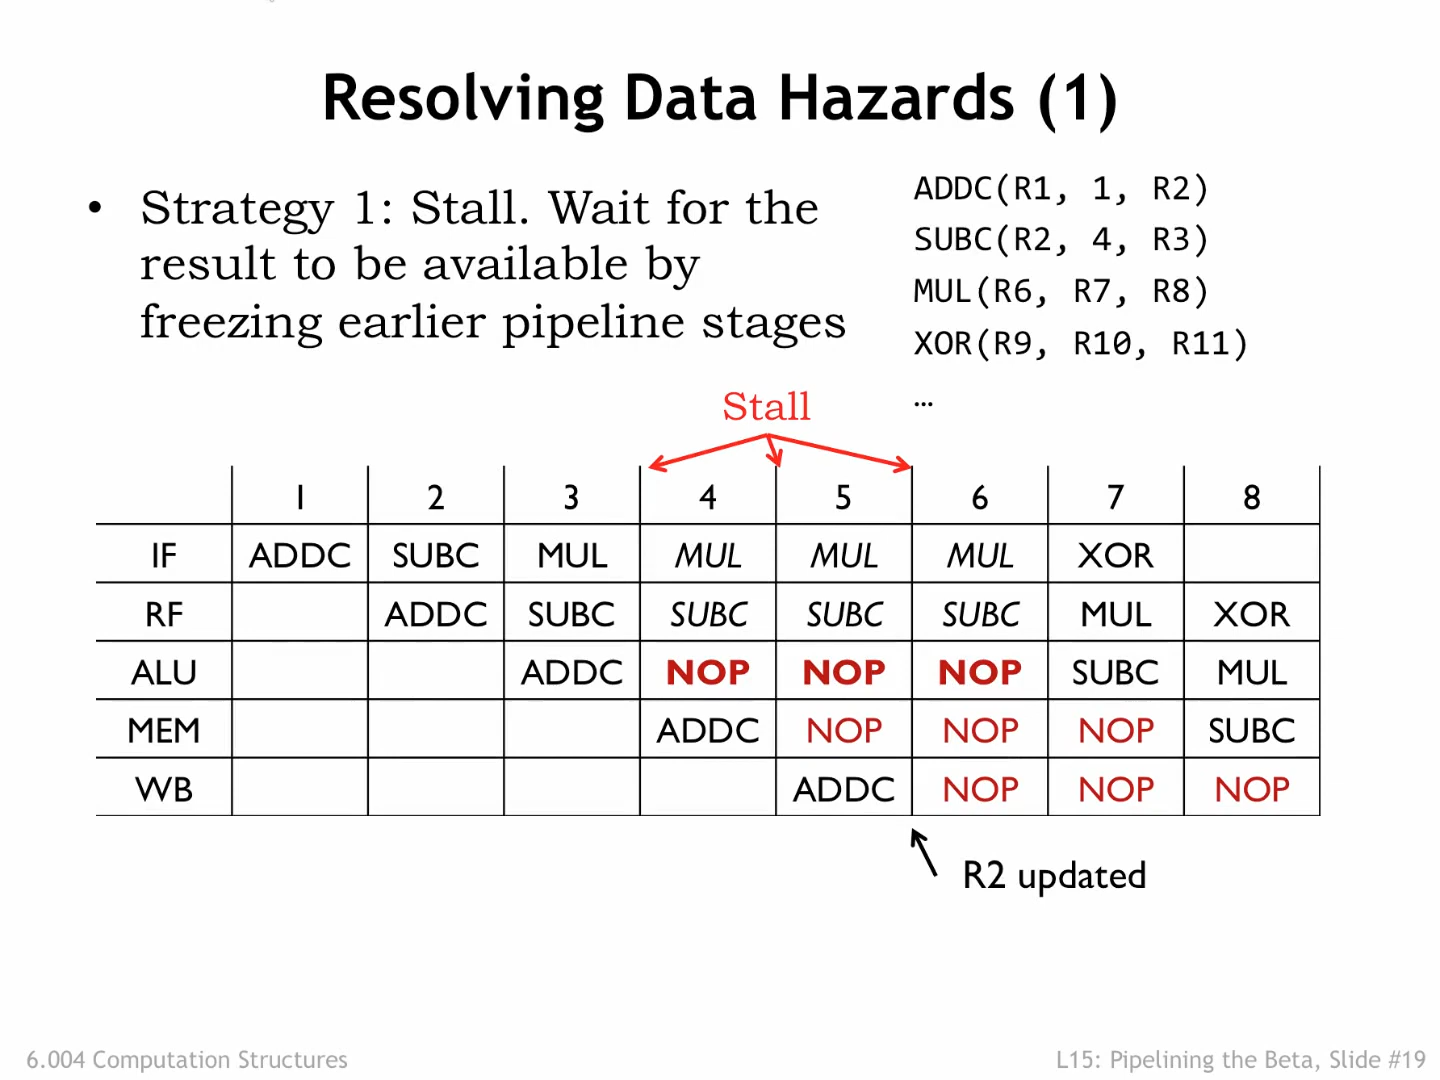 Resolving Data Hazards (1)
• Strategy 1: Stall. Wait for the
result to be available by
freezing earlier pipeline stages
ADDC(R1, 1, R2)
SUBC(R2, 4, R3)
MUL(R6, R7, R8)
XOR(R9, R10, R11)
…
Stall
1 2 3 4 5 6 7 8
IF ADDC SUBC MUL MUL MUL MUL XOR
RF ADDC SUBC SUBC SUBC SUBC MUL XOR
ALU ADDC NOP NOP NOP SUBC MUL
MEM ADDC NOP NOP NOP SUBC
WB ADDC NOP NOP NOP
R2 updated
6.004 Computation Structures
L15: Pipelining the Beta, Slide #19